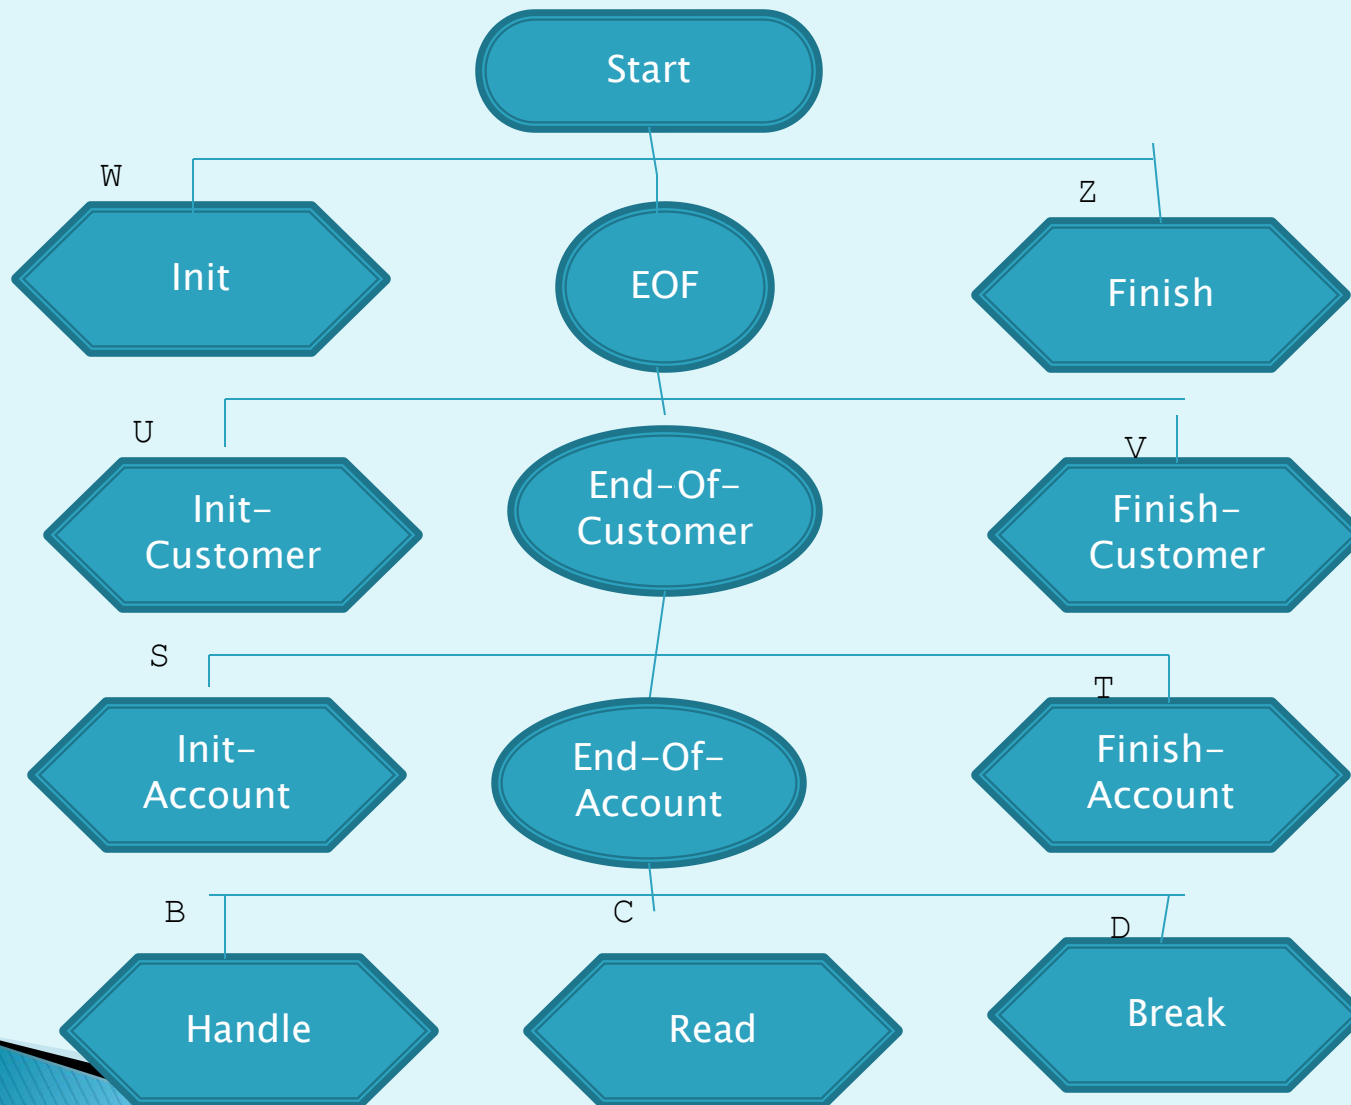 Start
W
Z
Init
EOF
Finish
U
V
Init-
Customer
End-Of-
Customer
Finish-
Customer
S
T
Init-
Account
End-Of-
Account
Finish-
Account
B
C
D
Handle
Read
Break